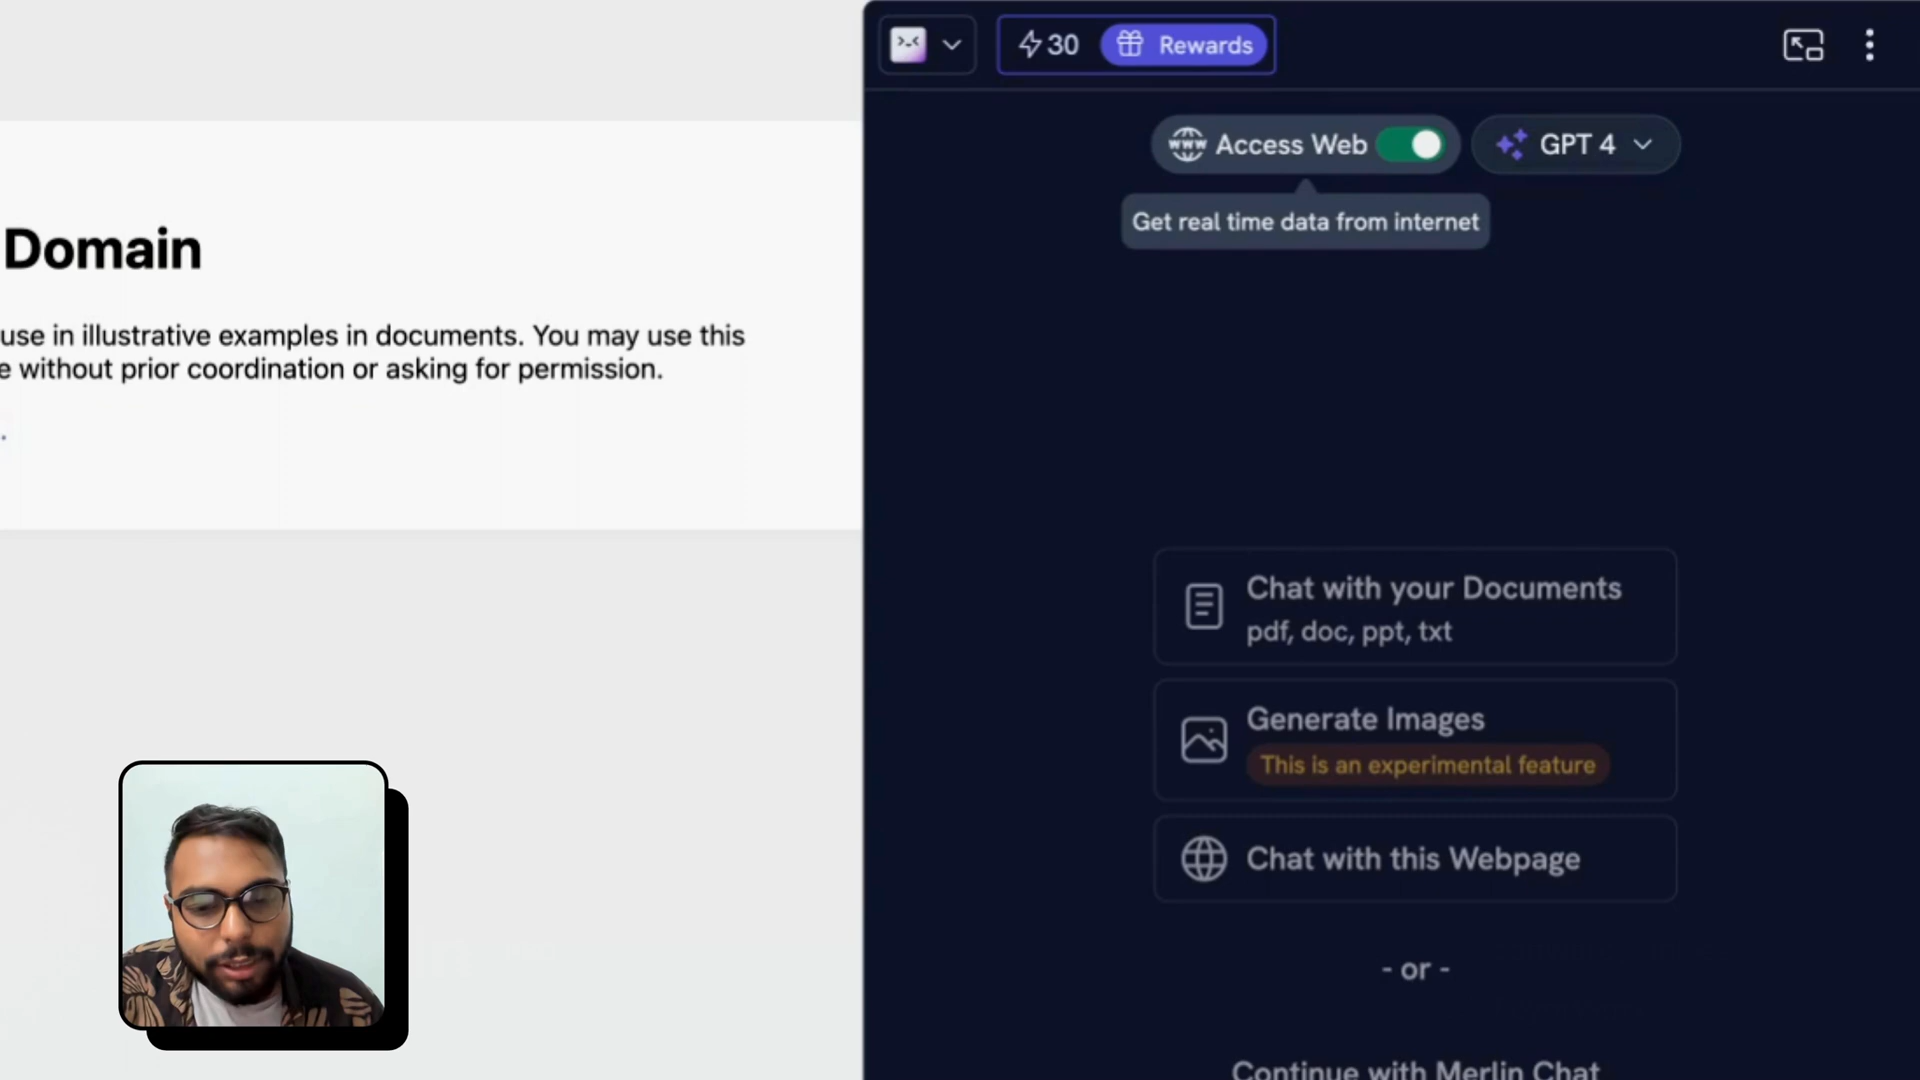 Domain
use in illustrative examples in documents. You may use this
e without prior coordination or asking for permission.
.
30
Rewards
Access Web
GPT 4
Get real time data from internet
Chat with your Documents
pdf, doc, ppt, txt
Generate Images
This is an experimental feature
Chat with this Webpage
- or -
Continue with Merlin Chat